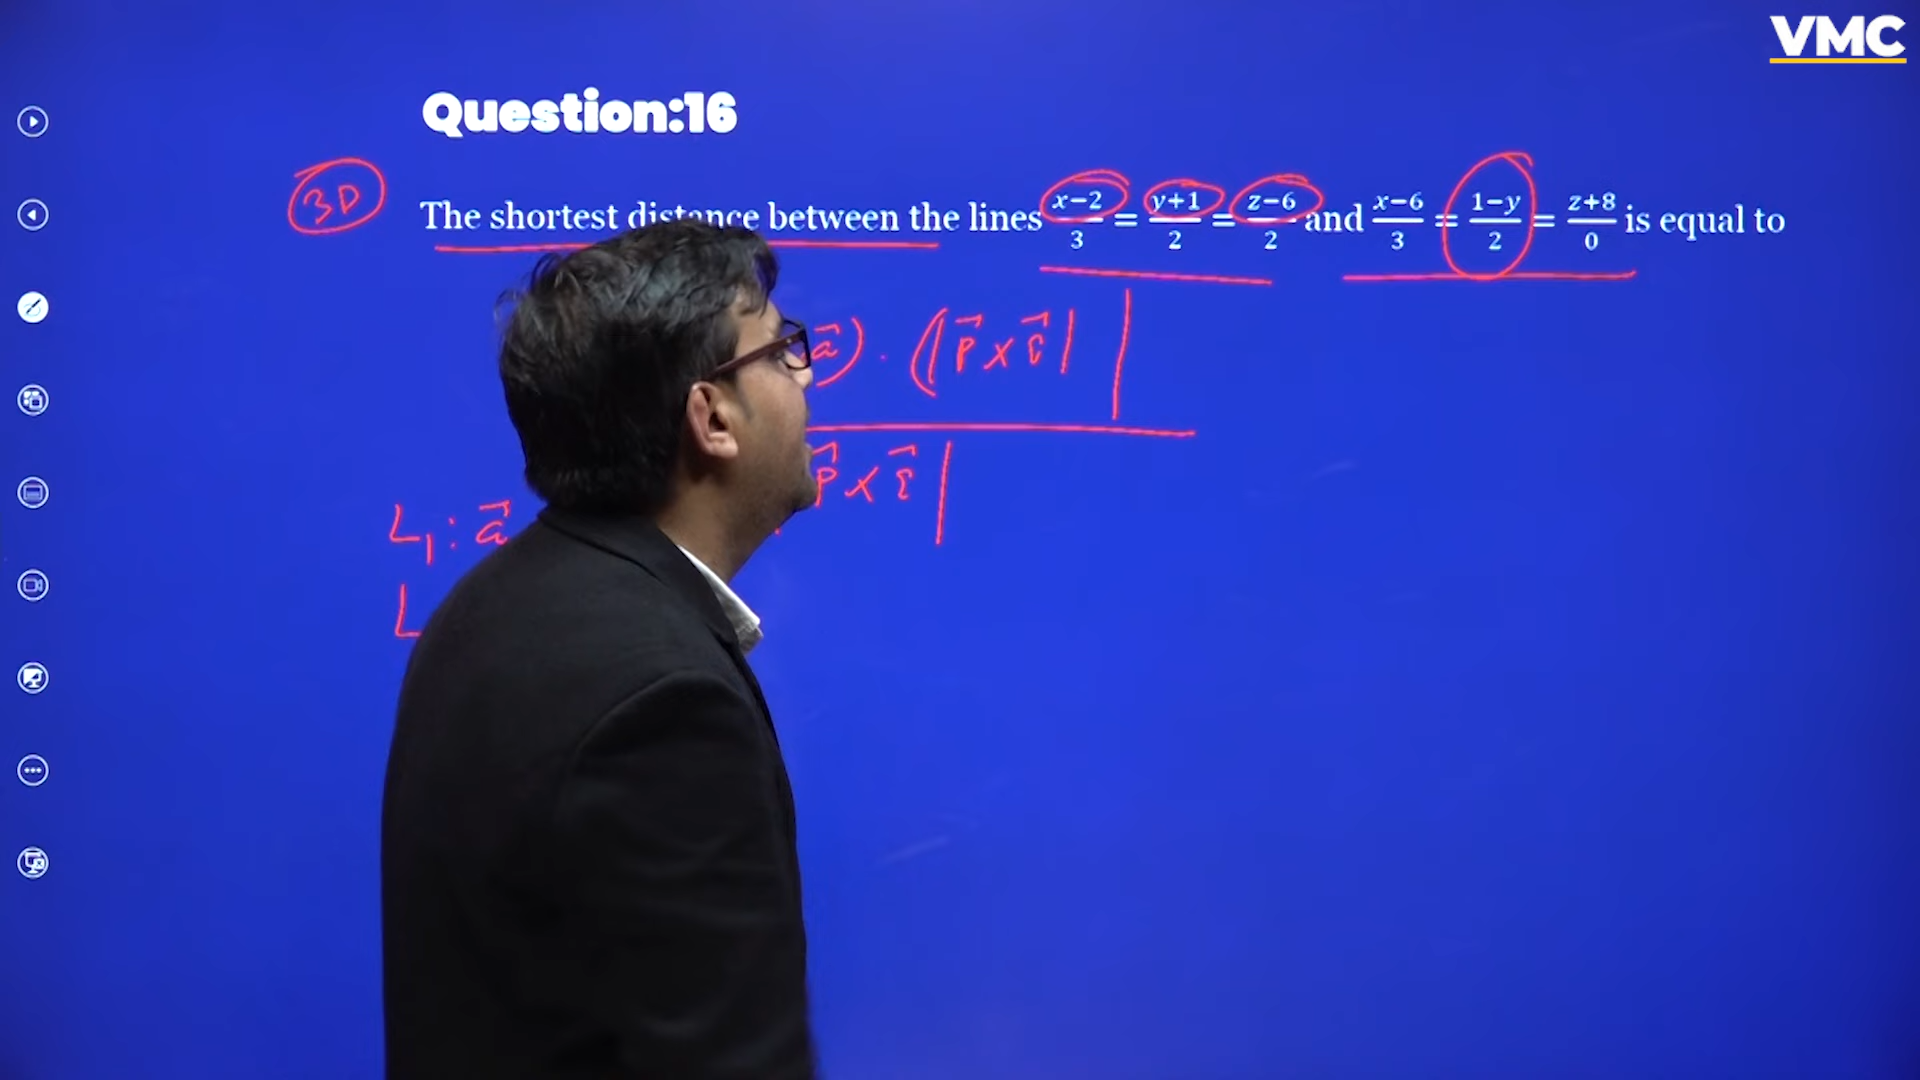 VMC
Question:16
3D
The shortest distance between the lines x−2/3 = y+1/2 = z−6/2 and x−6/3 = 1−y/2 = z+8/0 is equal to
a⃗) · (|p⃗ × q⃗| |
p⃗ × q⃗ |
L₁ : a⃗
L